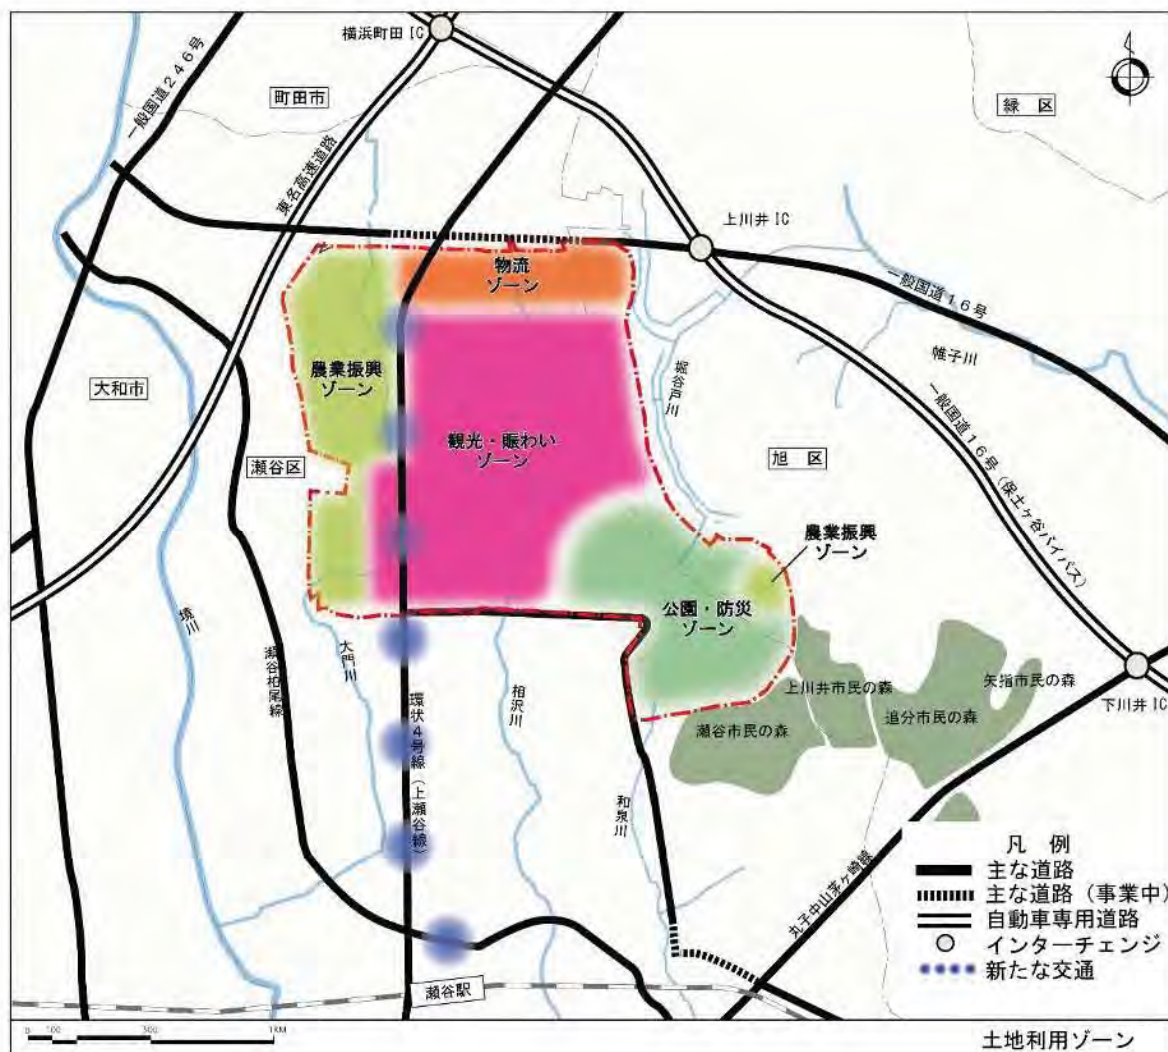 横浜町田 IC
一般国道246号
町田市
緑 区
東名高速道路
上川井 IC
物流
ゾーン
一般国道16号
帷子川
農業振興
ゾーン
堀谷戸川
大和市
一般国道16号(保土ヶ谷バイパス)
観光・賑わい
ゾーン
瀬谷区
旭 区
農業振興
ゾーン
公園・防災
ゾーン
境川
瀬谷柏尾線
大門川
環状4号線(上瀬谷線)
相沢川
和泉川
上川井市民の森
矢指市民の森
瀬谷市民の森
追分市民の森
下川井IC
丸子中山茅ヶ崎線
凡 例
主な道路
主な道路(事業中)
自動車専用道路
インターチェンジ
新たな交通
瀬谷駅
0 100 500 1KM
土地利用ゾーン